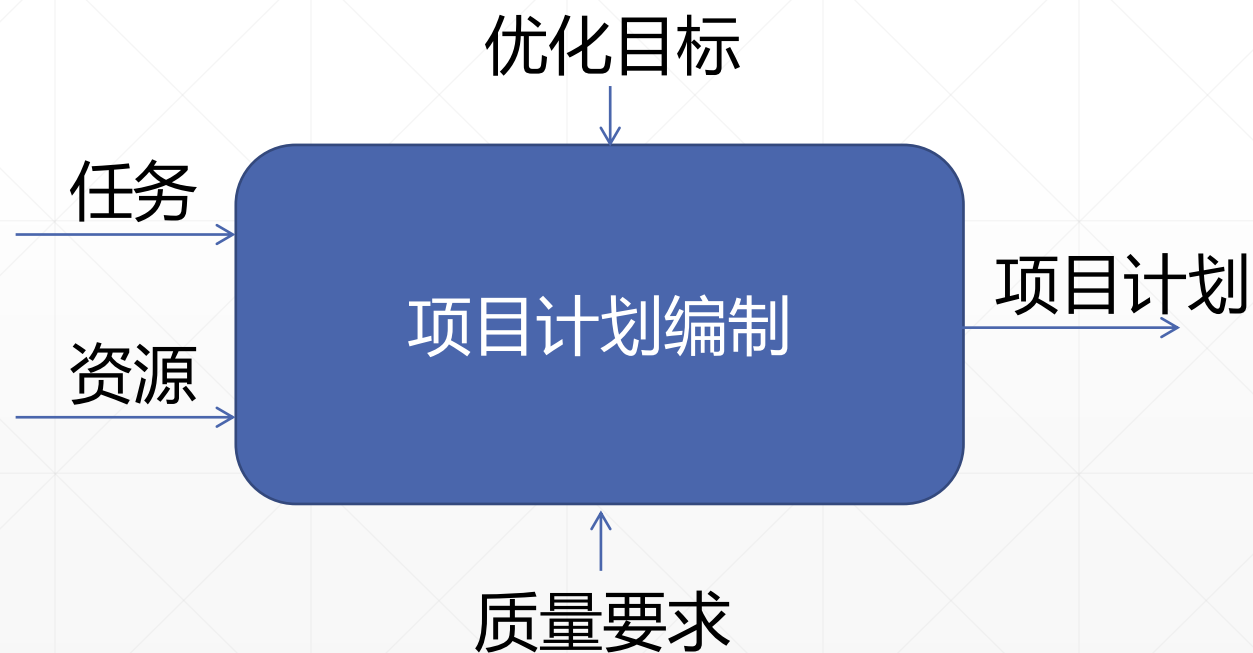 优化目标
任务
项目计划
项目计划编制
资源
质量要求